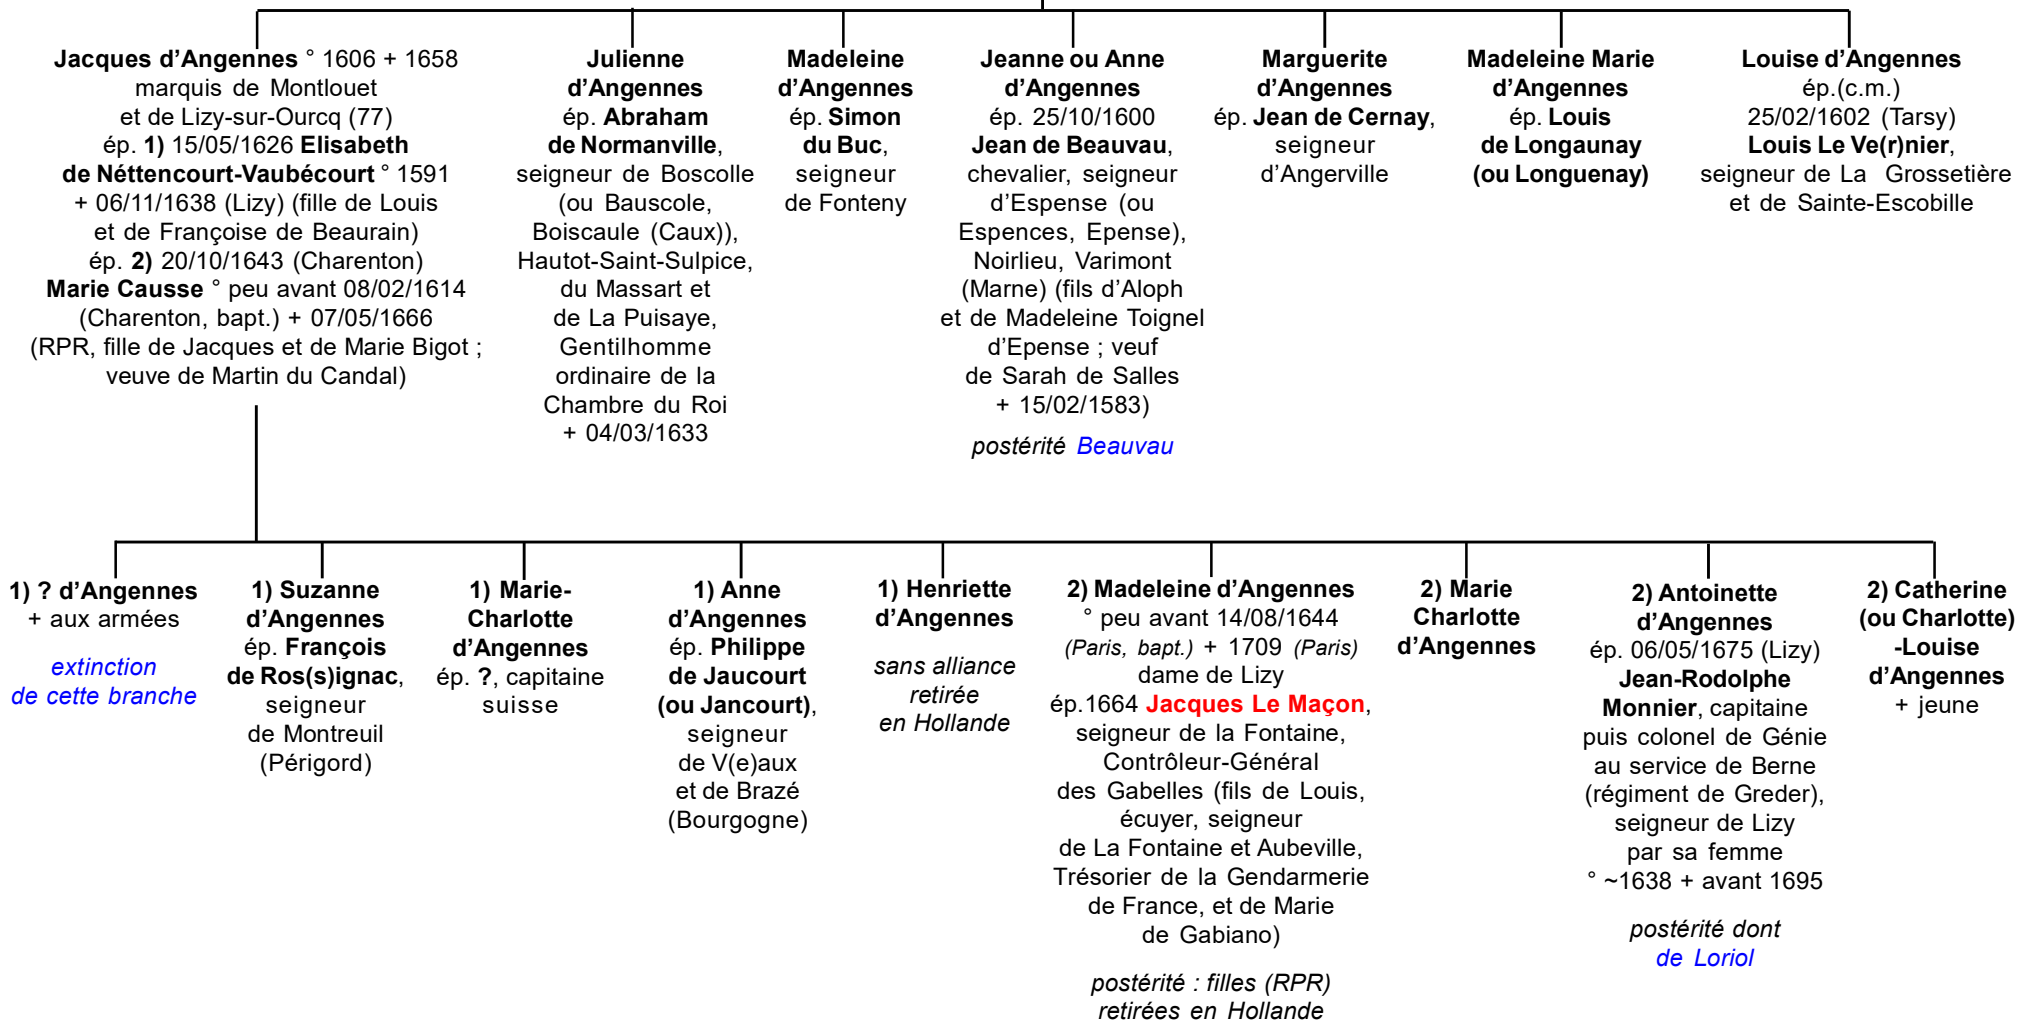 Jacques d’Angennes ° 1606 + 1658
marquis de Montlouet
et de Lizy-sur-Ourcq (77)
ép. 1) 15/05/1626 Elisabeth
de Néttencourt-Vaubécourt ° 1591
+ 06/11/1638 (Lizy) (fille de Louis
et de Françoise de Beaurain)
ép. 2) 20/10/1643 (Charenton)
Marie Causse ° peu avant 08/02/1614
(Charenton, bapt.) + 07/05/1666
(RPR, fille de Jacques et de Marie Bigot ;
veuve de Martin du Candal)
Julienne
d’Angennes
ép. Abraham
de Normanville,
seigneur de Boscolle
(ou Bauscole,
Boiscaule (Caux)),
Hautot-Saint-Sulpice,
du Massart et
de La Puisaye,
Gentilhomme
ordinaire de la
Chambre du Roi
+ 04/03/1633
Madeleine
d’Angennes
ép. Simon
du Buc,
seigneur
de Fonteny
Jeanne ou Anne
d’Angennes
ép. 25/10/1600
Jean de Beauvau,
chevalier, seigneur
d’Espense (ou
Espences, Epense),
Noirlieu, Varimont
(Marne) (fils d’Aloph
et de Madeleine Toignel
d’Epense ; veuf
de Sarah de Salles
+ 15/02/1583)
postérité Beauvau
Marguerite
d’Angennes
ép. Jean de Cernay,
seigneur
d’Angerville
Madeleine Marie
d’Angennes
ép. Louis
de Longaunay
(ou Longuenay)
Louise d’Angennes
ép.(c.m.)
25/02/1602 (Tarsy)
Louis Le Ve(r)nier,
seigneur de La Grossetière
et de Sainte-Escobille
1) ? d’Angennes
+ aux armées
extinction
de cette branche
1) Suzanne
d’Angennes
ép. François
de Ros(s)ignac,
seigneur
de Montreuil
(Périgord)
1) Marie-
Charlotte
d’Angennes
ép. ?, capitaine
suisse
1) Anne
d’Angennes
ép. Philippe
de Jaucourt
(ou Jancourt),
seigneur
de V(e)aux
et de Brazé
(Bourgogne)
1) Henriette
d’Angennes
sans alliance
retirée
en Hollande
2) Madeleine d’Angennes
° peu avant 14/08/1644
(Paris, bapt.) + 1709 (Paris)
dame de Lizy
ép.1664 Jacques Le Maçon,
seigneur de la Fontaine,
Contrôleur-Général
des Gabelles (fils de Louis,
écuyer, seigneur
de La Fontaine et Aubeville,
Trésorier de la Gendarmerie
de France, et de Marie
de Gabiano)
postérité : filles (RPR)
retirées en Hollande
2) Marie
Charlotte
d’Angennes
2) Antoinette
d’Angennes
ép. 06/05/1675 (Lizy)
Jean-Rodolphe
Monnier, capitaine
puis colonel de Génie
au service de Berne
(régiment de Greder),
seigneur de Lizy
par sa femme
° ~1638 + avant 1695
postérité dont
de Loriol
2) Catherine
(ou Charlotte)
-Louise
d’Angennes
+ jeune